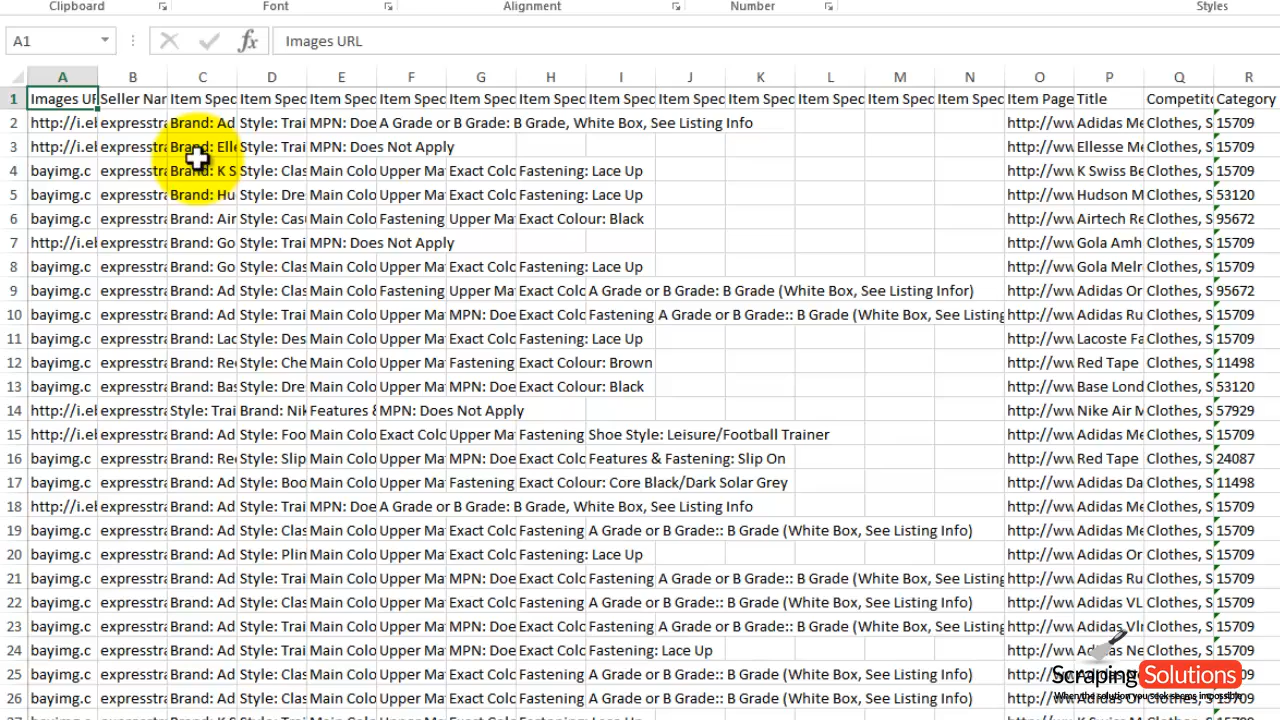 Clipboard Font Alignment Number Styles
A1 fx Images URL
A B C D E F G H I J K L M N O P Q R
1 Images UR Seller Nar Item Spec Item Spec Item Spec Item Spec Item Spec Item Spec Item Spec Item Spec Item Spec Item Spec Item Spec Item Spec Item Page Title Competito Category
2 http://i.eb expresstra Brand: Ad Style: Trai MPN: Doe A Grade or B Grade: B Grade, White Box, See Listing Info http://ww Adidas Me Clothes, S 15709
3 http://i.eb expresstra Brand: Elle Style: Trai MPN: Does Not Apply http://ww Ellesse Me Clothes, S 15709
4 bayimg.c expresstra Brand: K S Style: Clas Main Colo Upper Ma Exact Colo Fastening: Lace Up http://ww K Swiss Be Clothes, S 15709
5 bayimg.c expresstra Brand: Hu Style: Dre Main Colo Upper Ma Exact Colo Fastening: Lace Up http://ww Hudson M Clothes, S 53120
6 bayimg.c expresstra Brand: Air Style: Cas Main Colo Fastening Upper Ma Exact Colour: Black http://ww Airtech Re Clothes, S 95672
7 http://i.eb expresstra Brand: Go Style: Trai MPN: Does Not Apply http://ww Gola Amh Clothes, S 15709
8 bayimg.c expresstra Brand: Go Style: Clas Main Colo Upper Ma Exact Colo Fastening: Lace Up http://ww Gola Melr Clothes, S 15709
9 bayimg.c expresstra Brand: Ad Style: Clas Main Colo Fastening Upper Ma Exact Colo A Grade or B Grade: B Grade (White Box, See Listing Infor) http://ww Adidas Or Clothes, S 95672
10 bayimg.c expresstra Brand: Ad Style: Trai Main Colo Upper Ma MPN: Doe Exact Colo Fastening A Grade or B Grade:: B Grade (White Box, See Listing http://ww Adidas Ru Clothes, S 15709
11 bayimg.c expresstra Brand: Lac Style: Des Main Colo Upper Ma Exact Colo Fastening: Lace Up http://ww Lacoste Fa Clothes, S 15709
12 bayimg.c expresstra Brand: Re Style: Che Main Colo Upper Ma Fastening Exact Colour: Brown http://ww Red Tape Clothes, S 11498
13 bayimg.c expresstra Brand: Bas Style: Dre Main Colo Upper Ma MPN: Doe Exact Colour: Black http://ww Base Lond Clothes, S 53120
14 http://i.eb expresstra Style: Trai Brand: Nik Features & MPN: Does Not Apply http://ww Nike Air M Clothes, S 57929
15 http://i.eb expresstra Brand: Ad Style: Foo Main Colo Exact Colo Upper Ma Fastening Shoe Style: Leisure/Football Trainer http://ww Adidas Me Clothes, S 15709
16 bayimg.c expresstra Brand: Re Style: Slip Main Colo Upper Ma MPN: Doe Exact Colo Features & Fastening: Slip On http://ww Red Tape Clothes, S 24087
17 bayimg.c expresstra Brand: Ad Style: Boo Main Colo Upper Ma Fastening Exact Colour: Core Black/Dark Solar Grey http://ww Adidas Da Clothes, S 11498
18 http://i.eb expresstra Brand: Ad Style: Trai MPN: Doe A Grade or B Grade: B Grade, White Box, See Listing Info http://ww Adidas Me Clothes, S 15709
19 bayimg.c expresstra Brand: Ad Style: Clas Main Colo Upper Ma Exact Colo Fastening A Grade or B Grade:: B Grade (White Box, See Listing Info) http://ww Adidas Me Clothes, S 15709
20 bayimg.c expresstra Brand: Ad Style: Plin Main Colo Upper Ma Exact Colo Fastening: Lace Up http://ww Adidas Or Clothes, S 15709
21 bayimg.c expresstra Brand: Ad Style: Trai Main Colo Upper Ma MPN: Doe Exact Colo Fastening A Grade or B Grade:: B Grade (White Box, See Listing http://ww Adidas Ru Clothes, S 15709
22 bayimg.c expresstra Brand: Ad Style: Clas Main Colo Upper Ma Exact Colo Fastening A Grade or B Grade:: B Grade (White Box, See Listing Info) http://ww Adidas VL Clothes, S 15709
23 bayimg.c expresstra Brand: Ad Style: Trai Main Colo Upper Ma Exact Colo Fastening A Grade or B Grade:: B Grade (White Box, See Listing Info) http://ww Adidas Vlr Clothes, S 15709
24 bayimg.c expresstra Brand: Ad Style: Trai Main Colo Upper Ma MPN: Doe Exact Colo Fastening: Lace Up http://ww Adidas Ne Clothes, S 15709
25 bayimg.c expresstra Brand: Ad Style: Clas Main Colo Upper Ma Exact Colo Fastening A Grade or B Grade:: B Grade (White Box, See Listing Info)
26 bayimg.c expresstra Brand: Ad Style: Clas Main Colo Upper Ma Exact Colo Fastening A Grade or B Grade:: B Grade (White Box, See Listing Info)
Scraping Solutions
When the solution you seek seems impossible